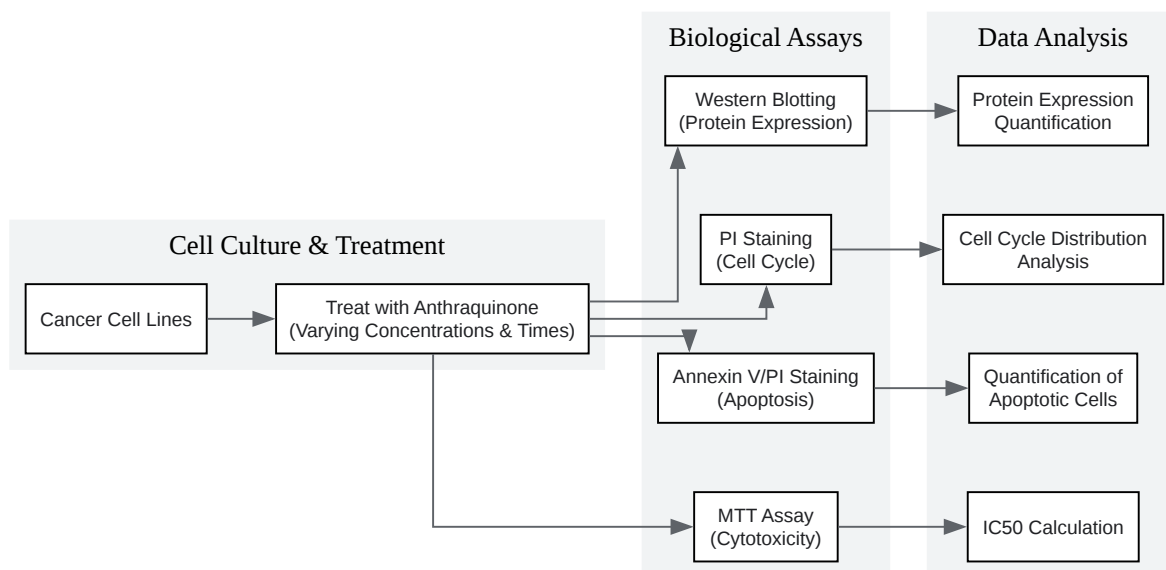 Cell Culture & Treatment
Cancer Cell Lines
Treat with Anthraquinone
(Varying Concentrations & Times)
Biological Assays
Western Blotting
(Protein Expression)
PI Staining
(Cell Cycle)
Annexin V/PI Staining
(Apoptosis)
MTT Assay
(Cytotoxicity)
Data Analysis
Protein Expression
Quantification
Cell Cycle Distribution
Analysis
Quantification of
Apoptotic Cells
IC50 Calculation